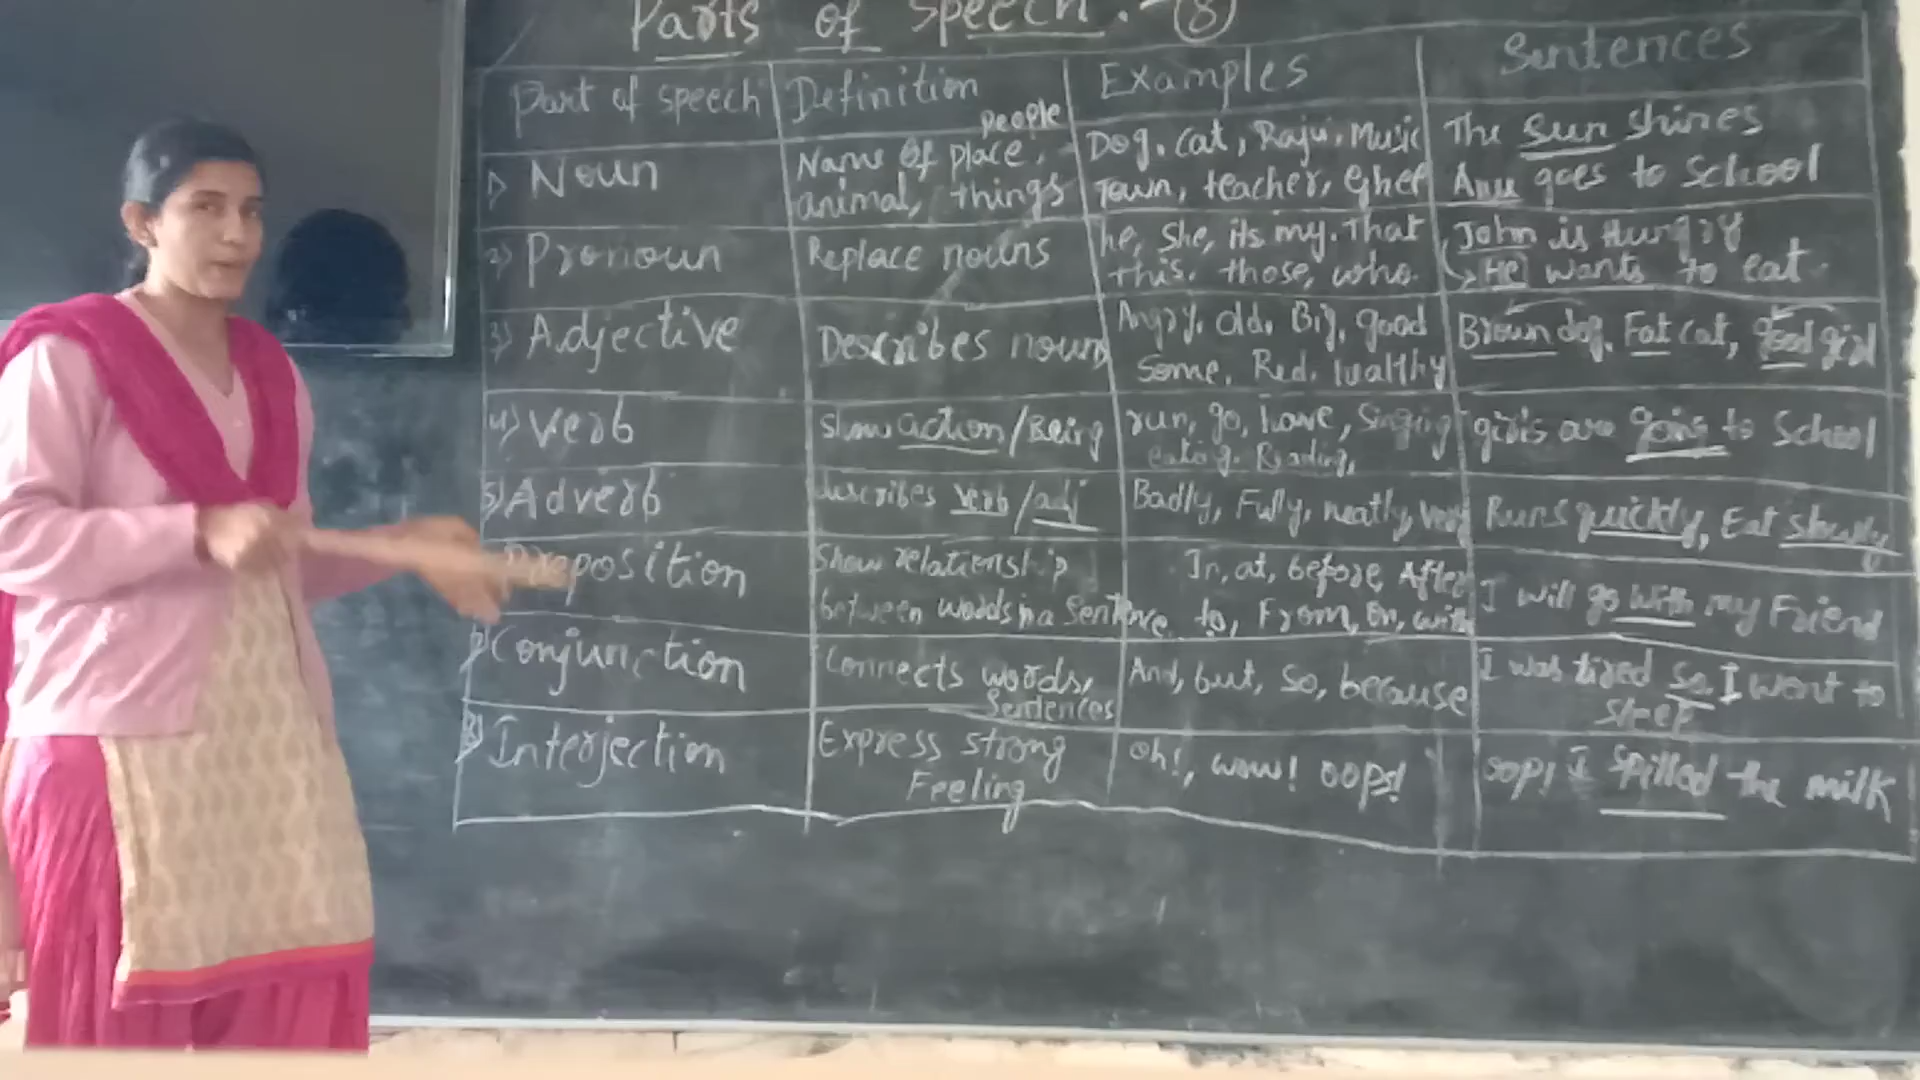 Parts of Speech. - (8)
Part of speech Definition Examples Sentences
1) Noun
people
Name of place,
animal, things
Dog, cat, Raju, Music
Town, teacher, Ghee
The Sun shines
Anu goes to School
2) Pronoun
Replace nouns
he, She, its, my. That
this. those, who.
John is Hungry
He wants to eat.
3) Adjective
Describes noun
Angry, old, Big, good
Some, Red,
Brown dog, Fat cat, good girl
4) Verb
Show action/Being
run, go, have, Singing
eating. Reading,
girls are going to School
5) Adverb
describes verb/adj
Badly, Fully, neatly, very
Runs quickly, Eat slowly
Preposition
Show relationship
between words in a Sentence
In, at, before, After
to, From, on, with
I will go with my Friend
Conjunction
Connects words,
Sentences
And, but, so, because
I was tired So, I went to
sleep
8) Interjection
Express strong
Feeling
oh!, wow! oops!
oop! I spilled the milk